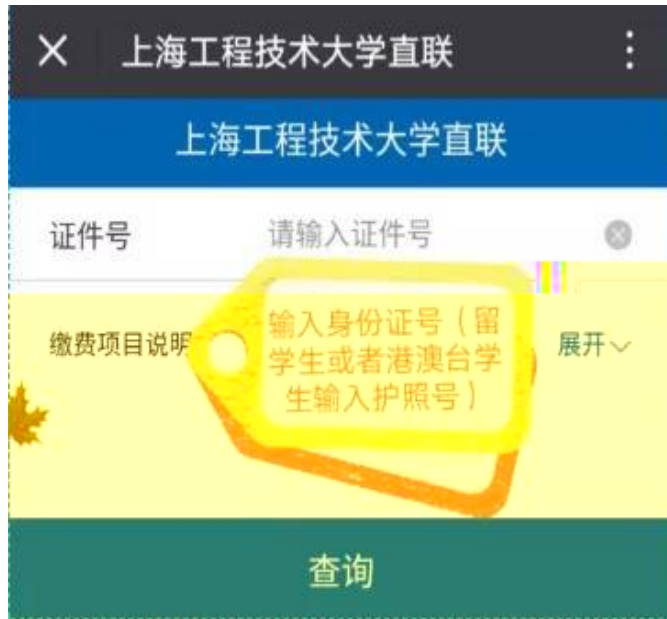 上海工程技术大学直联
上海工程技术大学直联
证件号 请输入证件号
缴费项目说明 展开
输入身份证号（留
学生或者港澳台学
生输入护照号）
查询